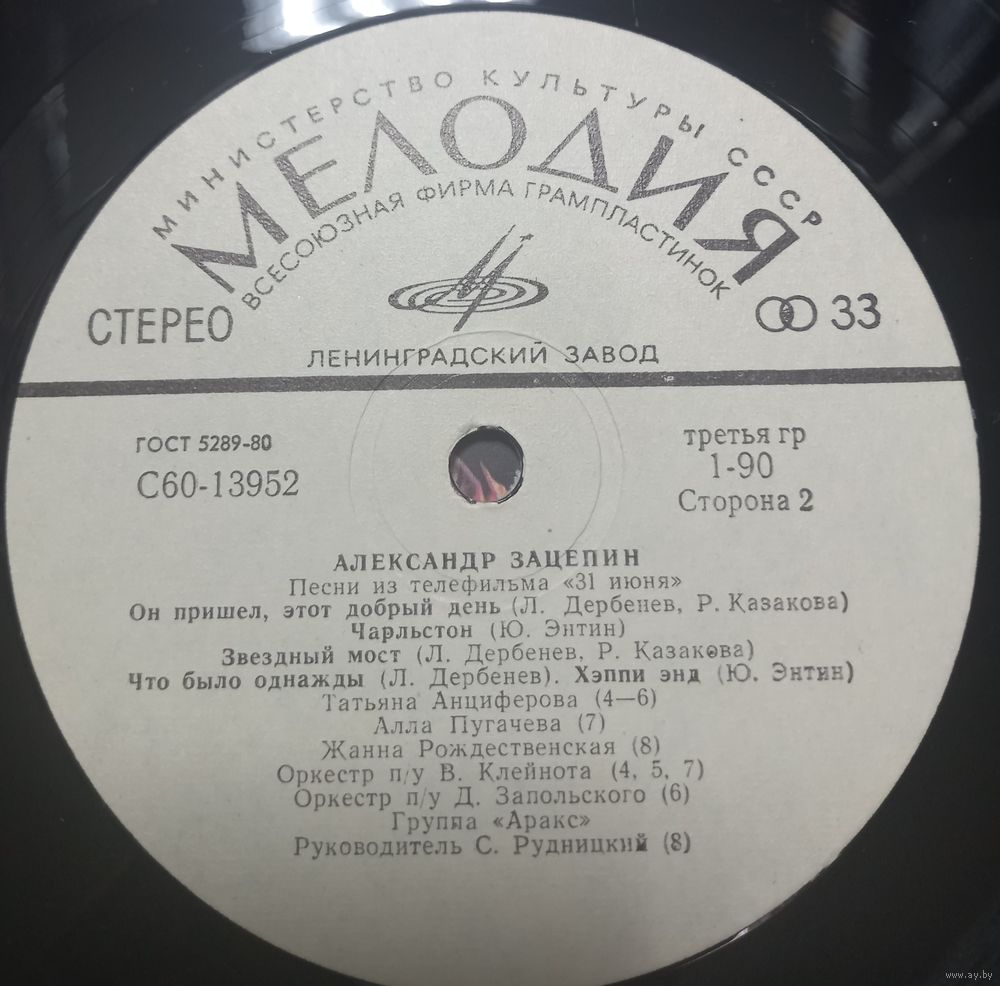 МИНИСТЕРСТВО КУЛЬТУРЫ СССР
МЕЛОДИЯ
ВСЕСОЮЗНАЯ ФИРМА ГРАМПЛАСТИНОК
СТЕРЕО
33
ЛЕНИНГРАДСКИЙ ЗАВОД
ГОСТ 5289-80
С60-13952
третья гр
1-90
Сторона 2
АЛЕКСАНДР ЗАЦЕПИН
Песни из телефильма «31 июня»
Он пришел, этот добрый день (Л. Дербенев, Р. Казакова)
Чарльстон (Ю. Энтин)
Звездный мост (Л. Дербенев, Р. Казакова)
Что было однажды (Л. Дербенев). Хэппи энд (Ю. Энтин)
Татьяна Анциферова (4—6)
Алла Пугачева (7)
Жанна Рождественская (8)
Оркестр п/у В. Клейнота (4, 5, 7)
Оркестр п/у Д. Запольского (6)
Группа «Аракс»
Руководитель С. Рудницкий (8)
www.ay.by